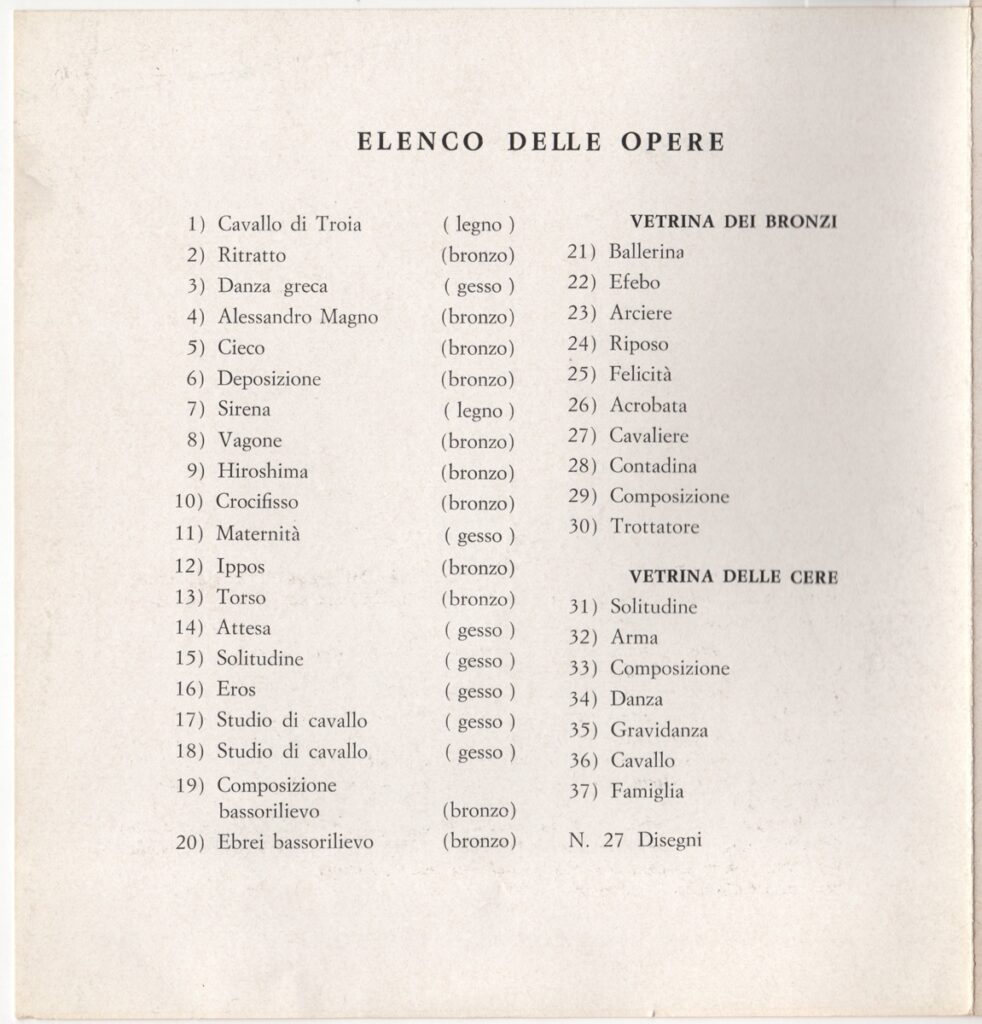 ELENCO DELLE OPERE
1) Cavallo di Troia ( legno )
2) Ritratto (bronzo)
3) Danza greca ( gesso )
4) Alessandro Magno (bronzo)
5) Cieco (bronzo)
6) Deposizione (bronzo)
7) Sirena ( legno )
8) Vagone (bronzo)
9) Hiroshima (bronzo)
10) Crocifisso (bronzo)
11) Maternità ( gesso )
12) Ippos (bronzo)
13) Torso (bronzo)
14) Attesa ( gesso )
15) Solitudine ( gesso )
16) Eros ( gesso )
17) Studio di cavallo ( gesso )
18) Studio di cavallo ( gesso )
19) Composizione
bassorilievo (bronzo)
20) Ebrei bassorilievo (bronzo)
VETRINA DEI BRONZI
21) Ballerina
22) Efebo
23) Arciere
24) Riposo
25) Felicità
26) Acrobata
27) Cavaliere
28) Contadina
29) Composizione
30) Trottatore
VETRINA DELLE CERE
31) Solitudine
32) Arma
33) Composizione
34) Danza
35) Gravidanza
36) Cavallo
37) Famiglia
N. 27 Disegni